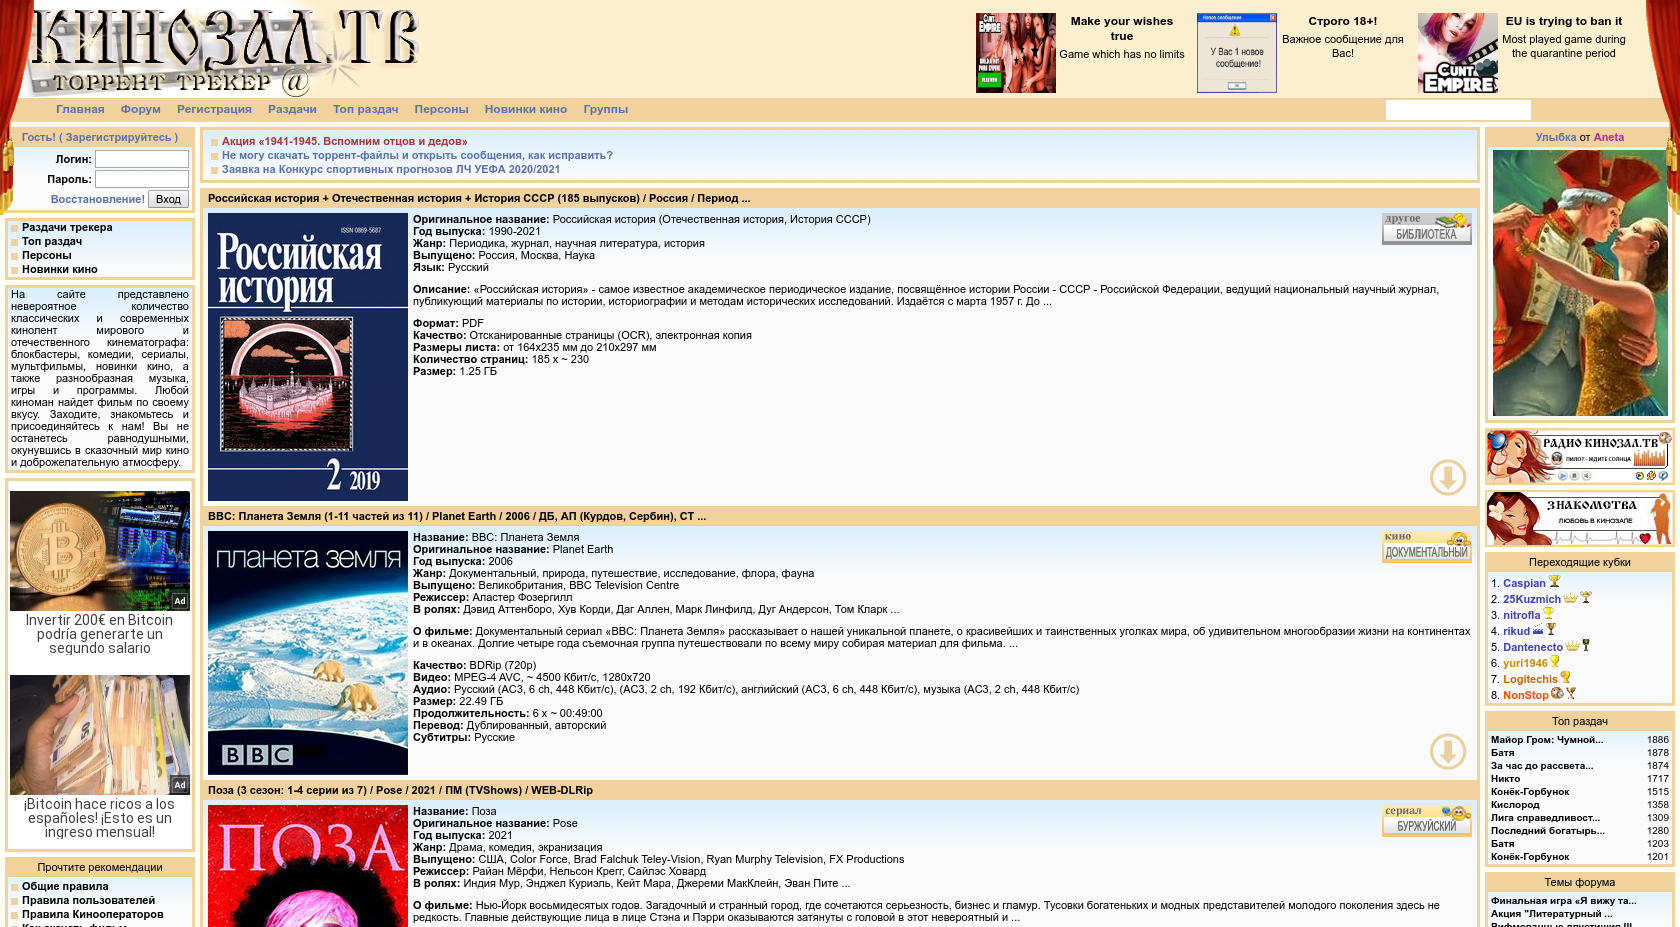 КИНОЗАЛ.ТВ
ТОРРЕНТ ТРЕКЕР @
Make your wishes
true
Game which has no limits
Новое сообщение
У Вас 1 новое
сообщение!
Строго 18+!
Важное сообщение для
Вас!
CUNT
EMPIRE
EU is trying to ban it
Most played game during
the quarantine period
Главная Форум Регистрация Раздачи Топ раздач Персоны Новинки кино Группы
Гость! ( Зарегистрируйтесь )
Логин:
Пароль:
Восстановление! Вход
Раздачи трекера
Топ раздач
Персоны
Новинки кино
На сайте представлено
невероятное количество
классических и современных
кинолент мирового и
отечественного кинематографа:
блокбастеры, комедии, сериалы,
мультфильмы, новинки кино, а
также разнообразная музыка,
игры и программы. Любой
киноман найдет фильм по своему
вкусу. Заходите, знакомьтесь и
присоединяйтесь к нам! Вы не
останетесь равнодушными,
окунувшись в сказочный мир кино
и доброжелательную атмосферу.
Ad
Invertir 200€ en Bitcoin
podría generarte un
segundo salario
Ad
¡Bitcoin hace ricos a los
españoles! ¡Esto es un
ingreso mensual!
Прочтите рекомендации
Общие правила
Правила пользователей
Правила Кинооператоров
Акция «1941-1945. Вспомним отцов и дедов»
Не могу скачать торрент-файлы и открыть сообщения, как исправить?
Заявка на Конкурс спортивных прогнозов ЛЧ УЕФА 2020/2021
Российская история + Отечественная история + История СССР (185 выпусков) / Россия / Период ...
ISSN 0869-5687
Российская
история
2 2019
Оригинальное название: Российская история (Отечественная история, История СССР)
Год выпуска: 1990-2021
Жанр: Периодика, журнал, научная литература, история
Выпущено: Россия, Москва, Наука
Язык: Русский
Описание: «Российская история» - самое известное академическое периодическое издание, посвящённое истории России - СССР - Российской Федерации, ведущий национальный научный журнал,
публикующий материалы по истории, историографии и методам исторических исследований. Издаётся с марта 1957 г. До ...
Формат: PDF
Качество: Отсканированные страницы (OCR), электронная копия
Размеры листа: от 164x235 мм до 210x297 мм
Количество страниц: 185 x ~ 230
Размер: 1.25 ГБ
другое
БИБЛИОТЕКА
BBC: Планета Земля (1-11 частей из 11) / Planet Earth / 2006 / ДБ, АП (Курдов, Сербин), СТ ...
планета земля
BBC
Название: BBC: Планета Земля
Оригинальное название: Planet Earth
Год выпуска: 2006
Жанр: Документальный, природа, путешествие, исследование, флора, фауна
Выпущено: Великобритания, BBC Television Centre
Режиссер: Аластер Фозергилл
В ролях: Дэвид Аттенборо, Хув Корди, Даг Аллен, Марк Линфилд, Дуг Андерсон, Том Кларк ...
О фильме: Документальный сериал «BBC: Планета Земля» рассказывает о нашей уникальной планете, о красивейших и таинственных уголках мира, об удивительном многообразии жизни на континентах
и в океанах. Долгие четыре года съемочная группа путешествовали по всему миру собирая материал для фильма. ...
Качество: BDRip (720p)
Видео: MPEG-4 AVC, ~ 4500 Кбит/с, 1280x720
Аудио: Русский (AC3, 6 ch, 448 Кбит/с), (AC3, 2 ch, 192 Кбит/с), английский (AC3, 6 ch, 448 Кбит/с), музыка (AC3, 2 ch, 448 Кбит/с)
Размер: 22.49 ГБ
Продолжительность: 6 x ~ 00:49:00
Перевод: Дублированный, авторский
Субтитры: Русские
кино
ДОКУМЕНТАЛЬНЫЙ
Поза (3 сезон: 1-4 серии из 7) / Pose / 2021 / ПМ (TVShows) / WEB-DLRip
ПОЗА
Название: Поза
Оригинальное название: Pose
Год выпуска: 2021
Жанр: Драма, комедия, экранизация
Выпущено: США, Color Force, Brad Falchuk Teley-Vision, Ryan Murphy Television, FX Productions
Режиссер: Райан Мёрфи, Нельсон Крегг, Сайлэс Ховард
В ролях: Индия Мур, Энджел Куриэль, Кейт Мара, Джереми МакКлейн, Эван Пите ...
О фильме: Нью-Йорк восьмидесятых годов. Загадочный и странный город, где сочетаются серьезность, бизнес и гламур. Тусовки богатеньких и модных представителей молодого поколения здесь не
редкость. Главные действующие лица в лице Стэна и Пэрри оказываются затянуты с головой в этот невероятный и ...
сериал
БУРЖУЙСКИЙ
Улыбка от Aneta
РАДИО КИНОЗАЛ.ТВ
ПИЛОТ - ЖДИТЕ СОЛНЦА
ЗНАКОМСТВА
ЛЮБОВЬ В КИНОЗАЛЕ
Переходящие кубки
1. Caspian
2. 25Kuzmich
3. nitrofla
4. rikud
5. Dantenecto
6. yuri1946
7. Logitechis
8. NonStop
Топ раздач
Майор Гром: Чумной... 1886
Батя 1878
За час до рассвета... 1874
Никто 1717
Конёк-Горбунок 1515
Кислород 1358
Лига справедливост... 1309
Последний богатырь... 1280
Батя 1203
Конёк-Горбунок 1201
Темы форума
Финальная игра «Я вижу та...
Акция "Литературный ...